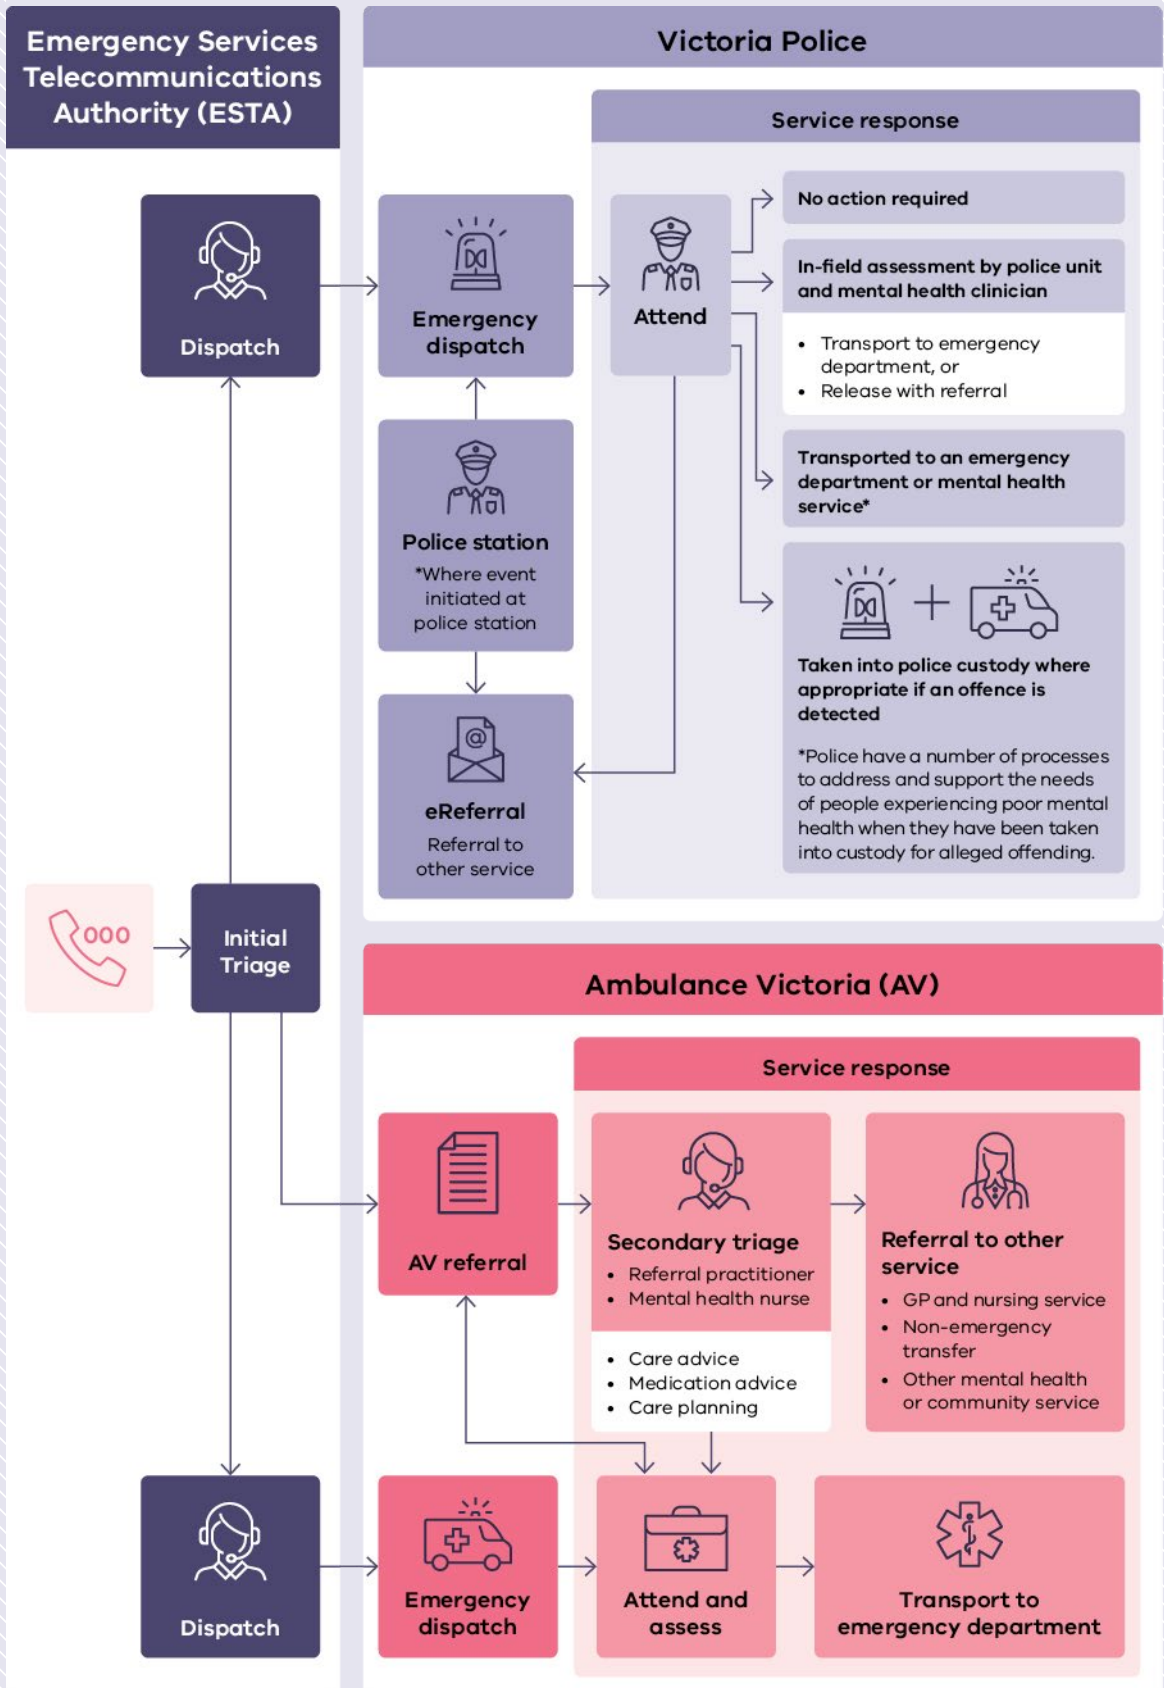 Emergency Services
Telecommunications
Authority (ESTA)
Victoria Police
Service response
Dispatch
Emergency
dispatch
Attend
No action required
In-field assessment by police unit
and mental health clinician
• Transport to emergency
department, or
• Release with referral
Transported to an emergency
department or mental health
service*
Police station
*Where event
initiated at
police station
Taken into police custody where
appropriate if an offence is
detected
*Police have a number of processes
to address and support the needs
of people experiencing poor mental
health when they have been taken
into custody for alleged offending.
@
eReferral
Referral to
other service
000
Initial
Triage
Ambulance Victoria (AV)
Service response
AV referral
Secondary triage
• Referral practitioner
• Mental health nurse
• Care advice
• Medication advice
• Care planning
Referral to other
service
• GP and nursing service
• Non-emergency
transfer
• Other mental health
or community service
Dispatch
Emergency
dispatch
Attend and
assess
Transport to
emergency department